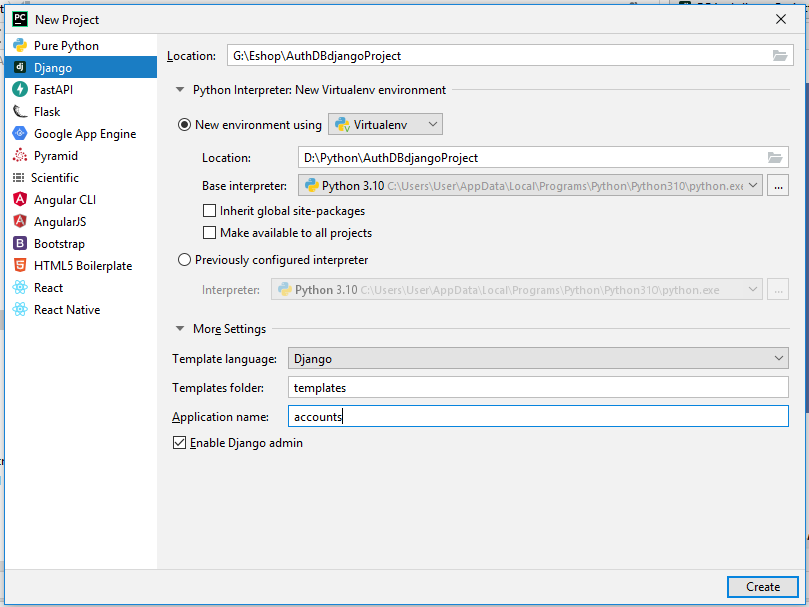 PC New Project
Pure Python
dj Django
FastAPI
Flask
Google App Engine
Pyramid
Scientific
Angular CLI
AngularJS
B Bootstrap
HTML5 Boilerplate
React
React Native
Location: G:\Eshop\AuthDBdjangoProject
Python Interpreter: New Virtualenv environment
New environment using Virtualenv
Location: D:\Python\AuthDBdjangoProject
Base interpreter: Python 3.10 C:\Users\User\AppData\Local\Programs\Python\Python310\python.exe ...
Inherit global site-packages
Make available to all projects
Previously configured interpreter
Interpreter: Python 3.10 C:\Users\User\AppData\Local\Programs\Python\Python310\python.exe ...
More Settings
Template language: Django
Templates folder: templates
Application name: accounts
Enable Django admin
Create